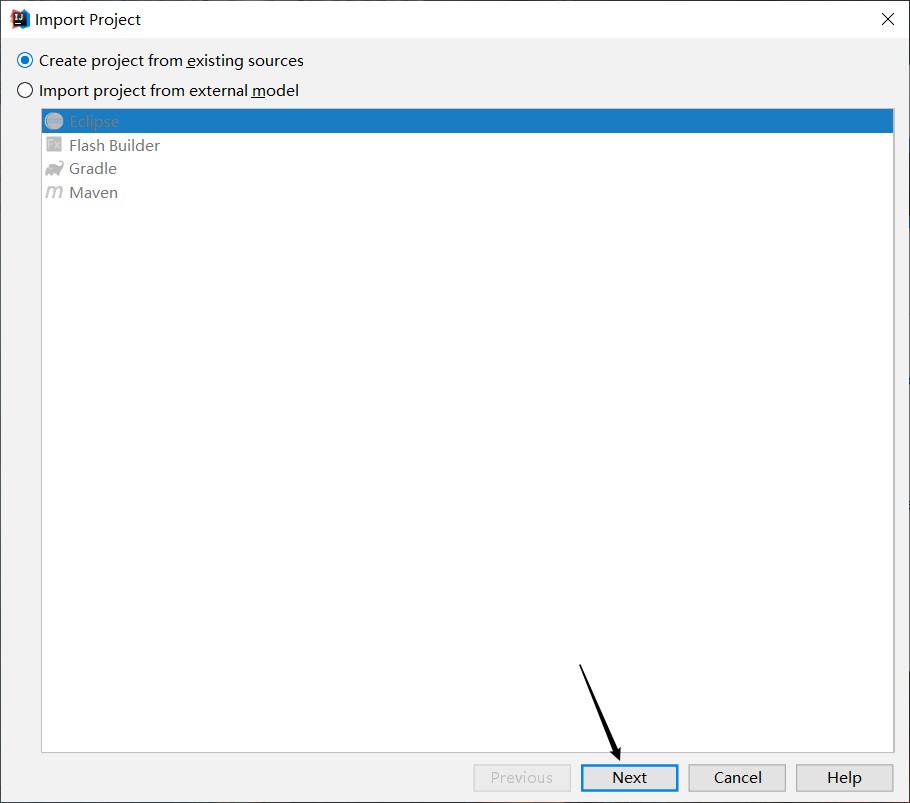 Import Project
Create project from existing sources
Import project from external model
Eclipse
Flash Builder
Gradle
Maven
Previous
Next
Cancel
Help